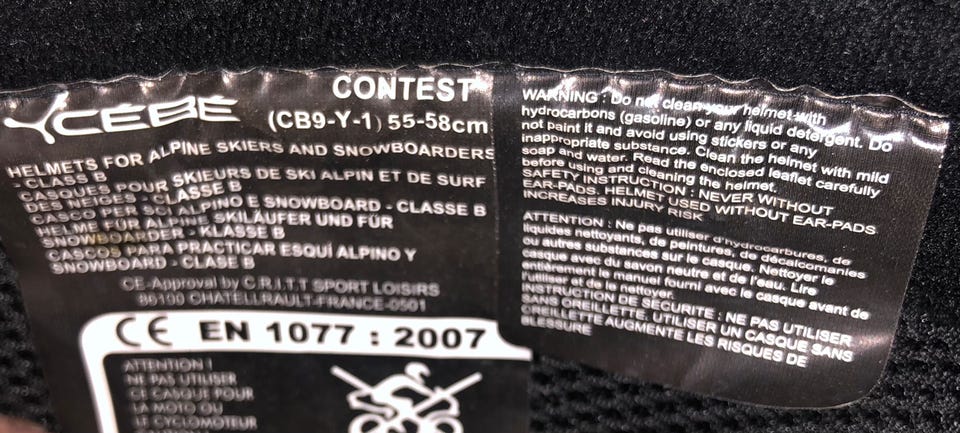 CÉBÉ
CONTEST
(CB9-Y-1) 55-58cm
HELMETS FOR ALPINE SKIERS AND SNOWBOARDERS
- CLASS B
CASQUES POUR SKIEURS DE SKI ALPIN ET DE SURF
DES NEIGES - CLASSE B
CASCO PER SCI ALPINO E SNOWBOARD - CLASSE B
HELME FÜR ALPINE SKILÄUFER UND FÜR
SNOWBOARDER - KLASSE B
CASCOS PARA PRACTICAR ESQUÍ ALPINO Y
SNOWBOARD - CLASE B
CE-Approval by C.R.I.T.T SPORT LOISIRS
86100 CHATELLRAULT-FRANCE-0501
CE EN 1077 : 2007
ATTENTION !
NE PAS UTILISER
CE CASQUE POUR
LA MOTO OU
LE CYCLOMOTEUR
CAUTION !
WARNING : Do not clean your helmet with
hydrocarbons (gasoline) or any liquid detergent. Do
not paint it and avoid using stickers or any
inappropriate substance. Clean the helmet with mild
soap and water. Read the enclosed leaflet carefully
before using and cleaning the helmet.
SAFETY INSTRUCTION : NEVER WITHOUT
EAR-PADS. HELMET USED WITHOUT EAR-PADS
INCREASES INJURY RISK
ATTENTION : Ne pas utiliser d'hydrocarbures, de
liquides nettoyants, de peintures, de décalcomanies
ou autres substances sur le casque. Nettoyer le
casque avec du savon neutre et de l'eau. Lire
entièrement le manuel fourni avec le casque avant de
l'utiliser et de le nettoyer.
INSTRUCTION DE SÉCURITÉ : NE PAS UTILISER
SANS OREILLETTE. UTILISER UN CASQUE SANS
OREILLETTE AUGMENTE LES RISQUES DE
BLESSURE